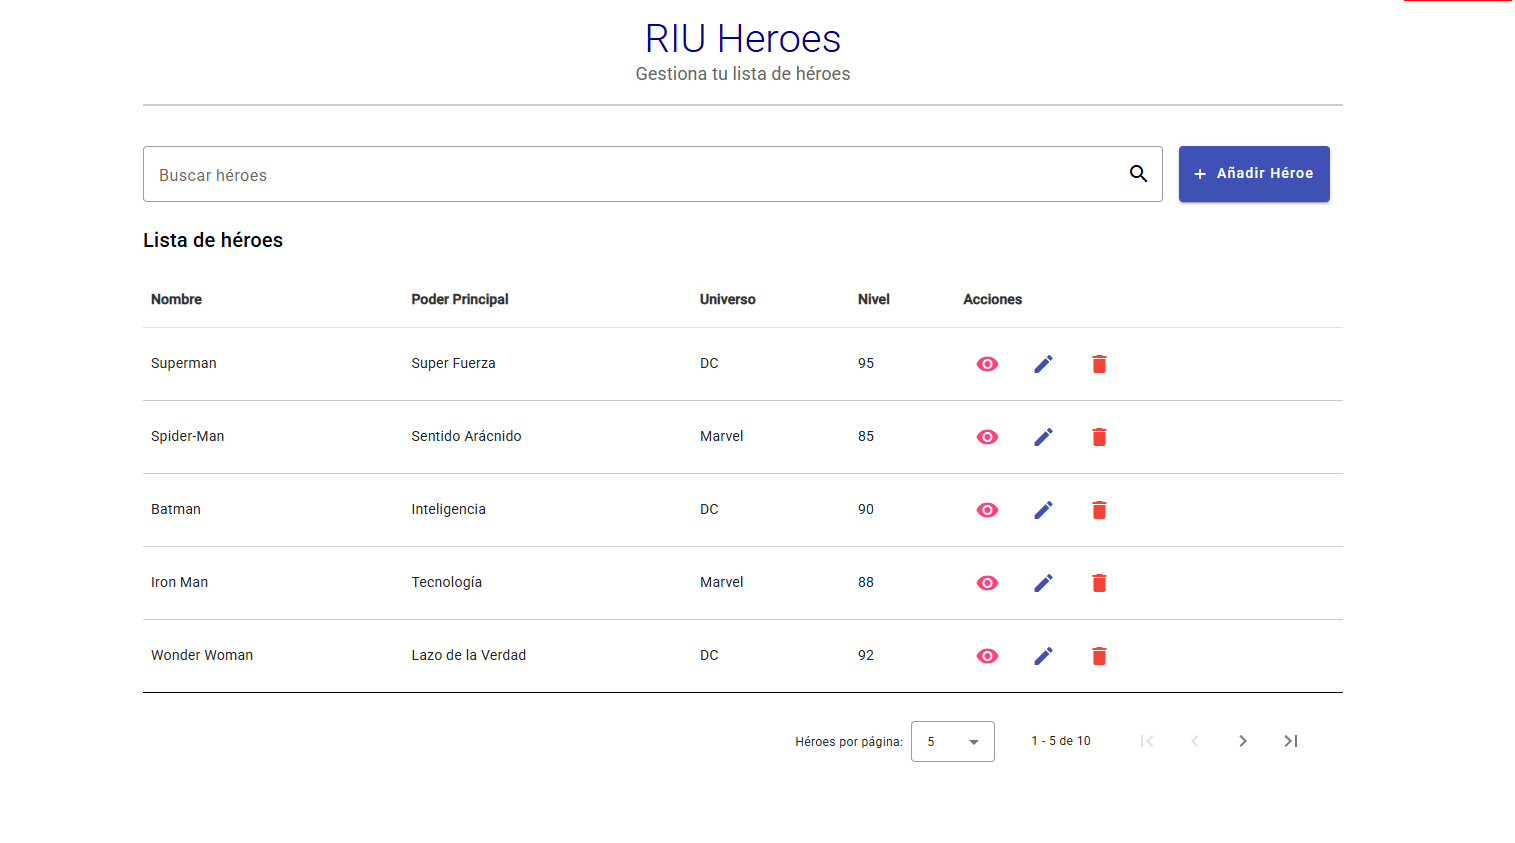 RIU Heroes
Gestiona tu lista de héroes
Buscar héroes
+ Añadir Héroe
Lista de héroes
Nombre Poder Principal Universo Nivel Acciones
Superman Super Fuerza DC 95
Spider-Man Sentido Arácnido Marvel 85
Batman Inteligencia DC 90
Iron Man Tecnología Marvel 88
Wonder Woman Lazo de la Verdad DC 92
Héroes por página: 5 1 - 5 de 10